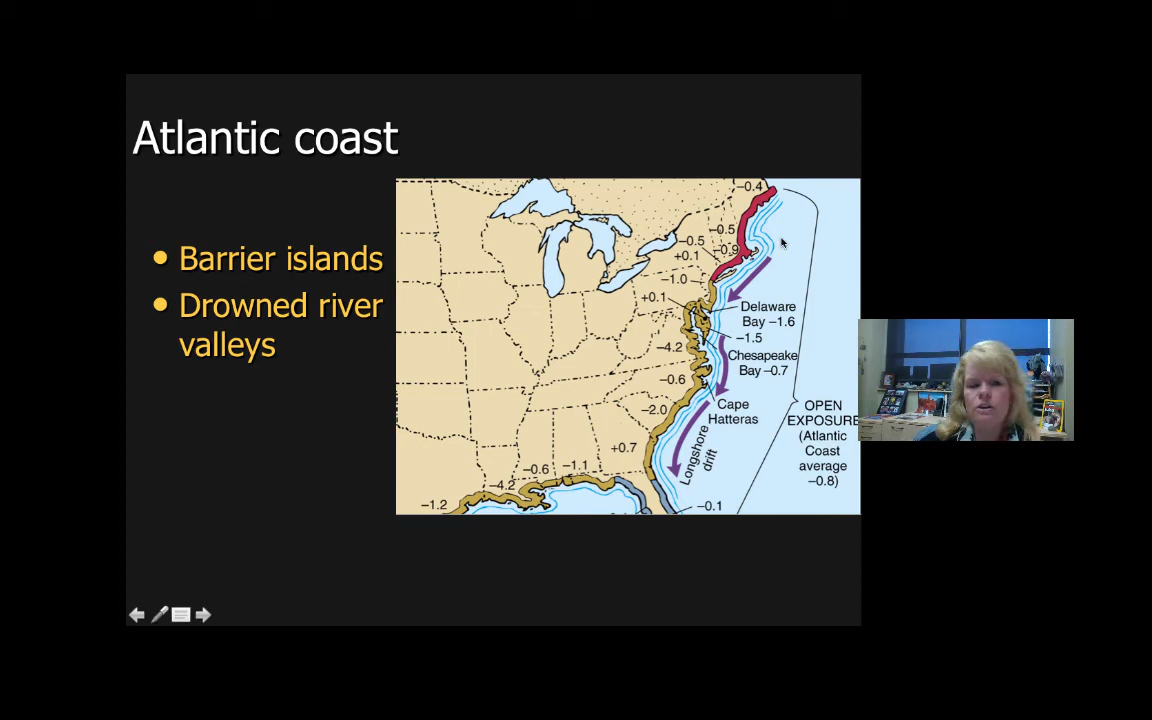 Atlantic coast
• Barrier islands
• Drowned river
valleys
–0.4
–0.5
–0.5
+0.1
–0.9
–1.0
+0.1
Delaware
Bay –1.6
–1.5
–4.2
Chesapeake
Bay –0.7
–0.6
Cape
Hatteras
–2.0
OPEN
EXPOSURE
(Atlantic
Coast
average
–0.8)
Longshore
drift
+0.7
–1.1
–0.6
–4.2
–1.2
–0.1